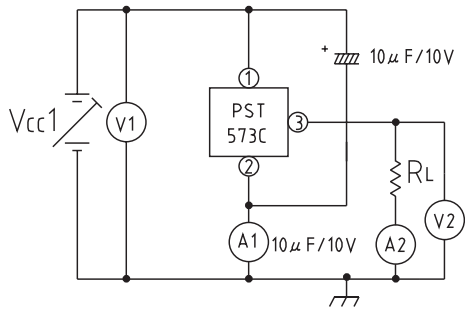 +
10μF/10V
1
Vcc1
V1
PST
573C
3
2
RL
V2
A1
10μF/10V
A2